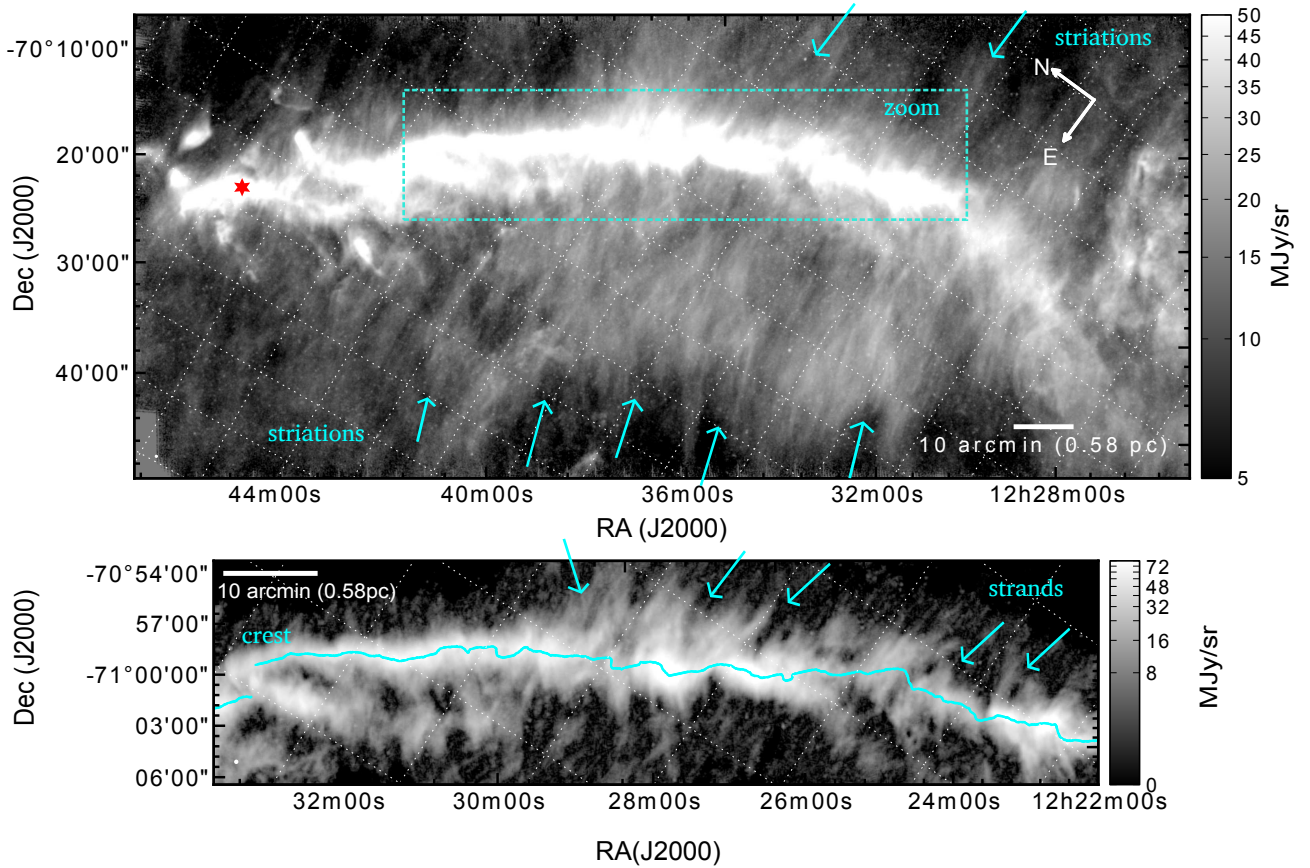 -70°10'00"
20'00"
30'00"
40'00"
Dec (J2000)
striations
N
E
zoom
striations
10 arcmin (0.58 pc)
44m00s 40m00s 36m00s 32m00s 12h28m00s
RA (J2000)
50
45
40
35
30
25
20
15
10
5
MJy/sr
-70°54'00"
57'00"
-71°00'00"
03'00"
06'00"
Dec (J2000)
10 arcmin (0.58pc)
crest
strands
32m00s 30m00s 28m00s 26m00s 24m00s 12h22m00s
RA(J2000)
72
48
32
16
8
0
MJy/sr